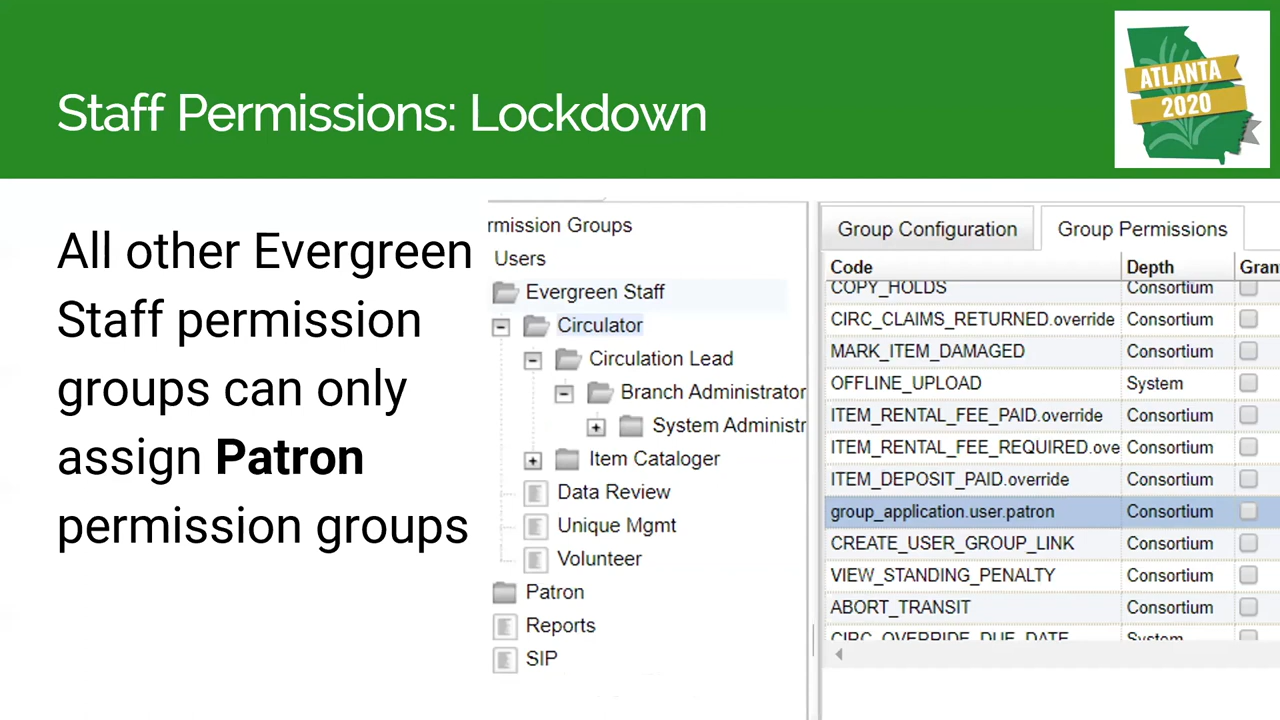 Staff Permissions: Lockdown
ATLANTA
2020
All other Evergreen
Staff permission
groups can only
assign Patron
permission groups
rmission Groups
Users
Evergreen Staff
Circulator
Circulation Lead
Branch Administrator
System Administr
Item Cataloger
Data Review
Unique Mgmt
Volunteer
Patron
Reports
SIP
Group Configuration Group Permissions
Code Depth Gran
COPY_HOLDS Consortium
CIRC_CLAIMS_RETURNED.override Consortium
MARK_ITEM_DAMAGED Consortium
OFFLINE_UPLOAD System
ITEM_RENTAL_FEE_PAID.override Consortium
ITEM_RENTAL_FEE_REQUIRED.ove Consortium
ITEM_DEPOSIT_PAID.override Consortium
group_application.user.patron Consortium
CREATE_USER_GROUP_LINK Consortium
VIEW_STANDING_PENALTY Consortium
ABORT_TRANSIT Consortium
CIRC_OVERRIDE_DUE_DATE System